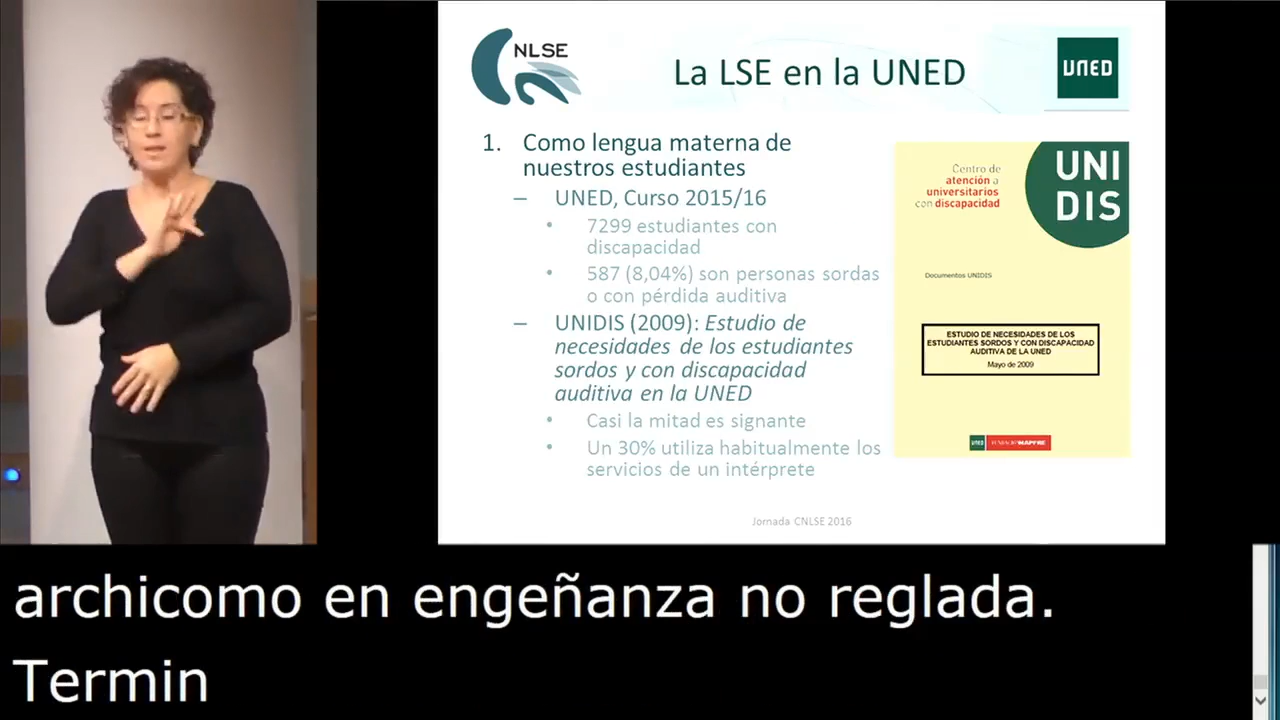 CNLSE
La LSE en la UNED
UNED
1. Como lengua materna de
nuestros estudiantes
– UNED, Curso 2015/16
• 7299 estudiantes con
discapacidad
• 587 (8,04%) son personas sordas
o con pérdida auditiva
– UNIDIS (2009): Estudio de
necesidades de los estudiantes
sordos y con discapacidad
auditiva en la UNED
• Casi la mitad es signante
• Un 30% utiliza habitualmente los
servicios de un intérprete
Centro de
atención a
universitarios
con discapacidad
UNI
DIS
Documentos UNIDIS
ESTUDIO DE NECESIDADES DE LOS
ESTUDIANTES SORDOS Y CON DISCAPACIDAD
AUDITIVA DE LA UNED
Mayo de 2009
UNED FUNDACIÓN MAPFRE
Jornada CNLSE 2016
archicomo en engeñanza no reglada.
Termin